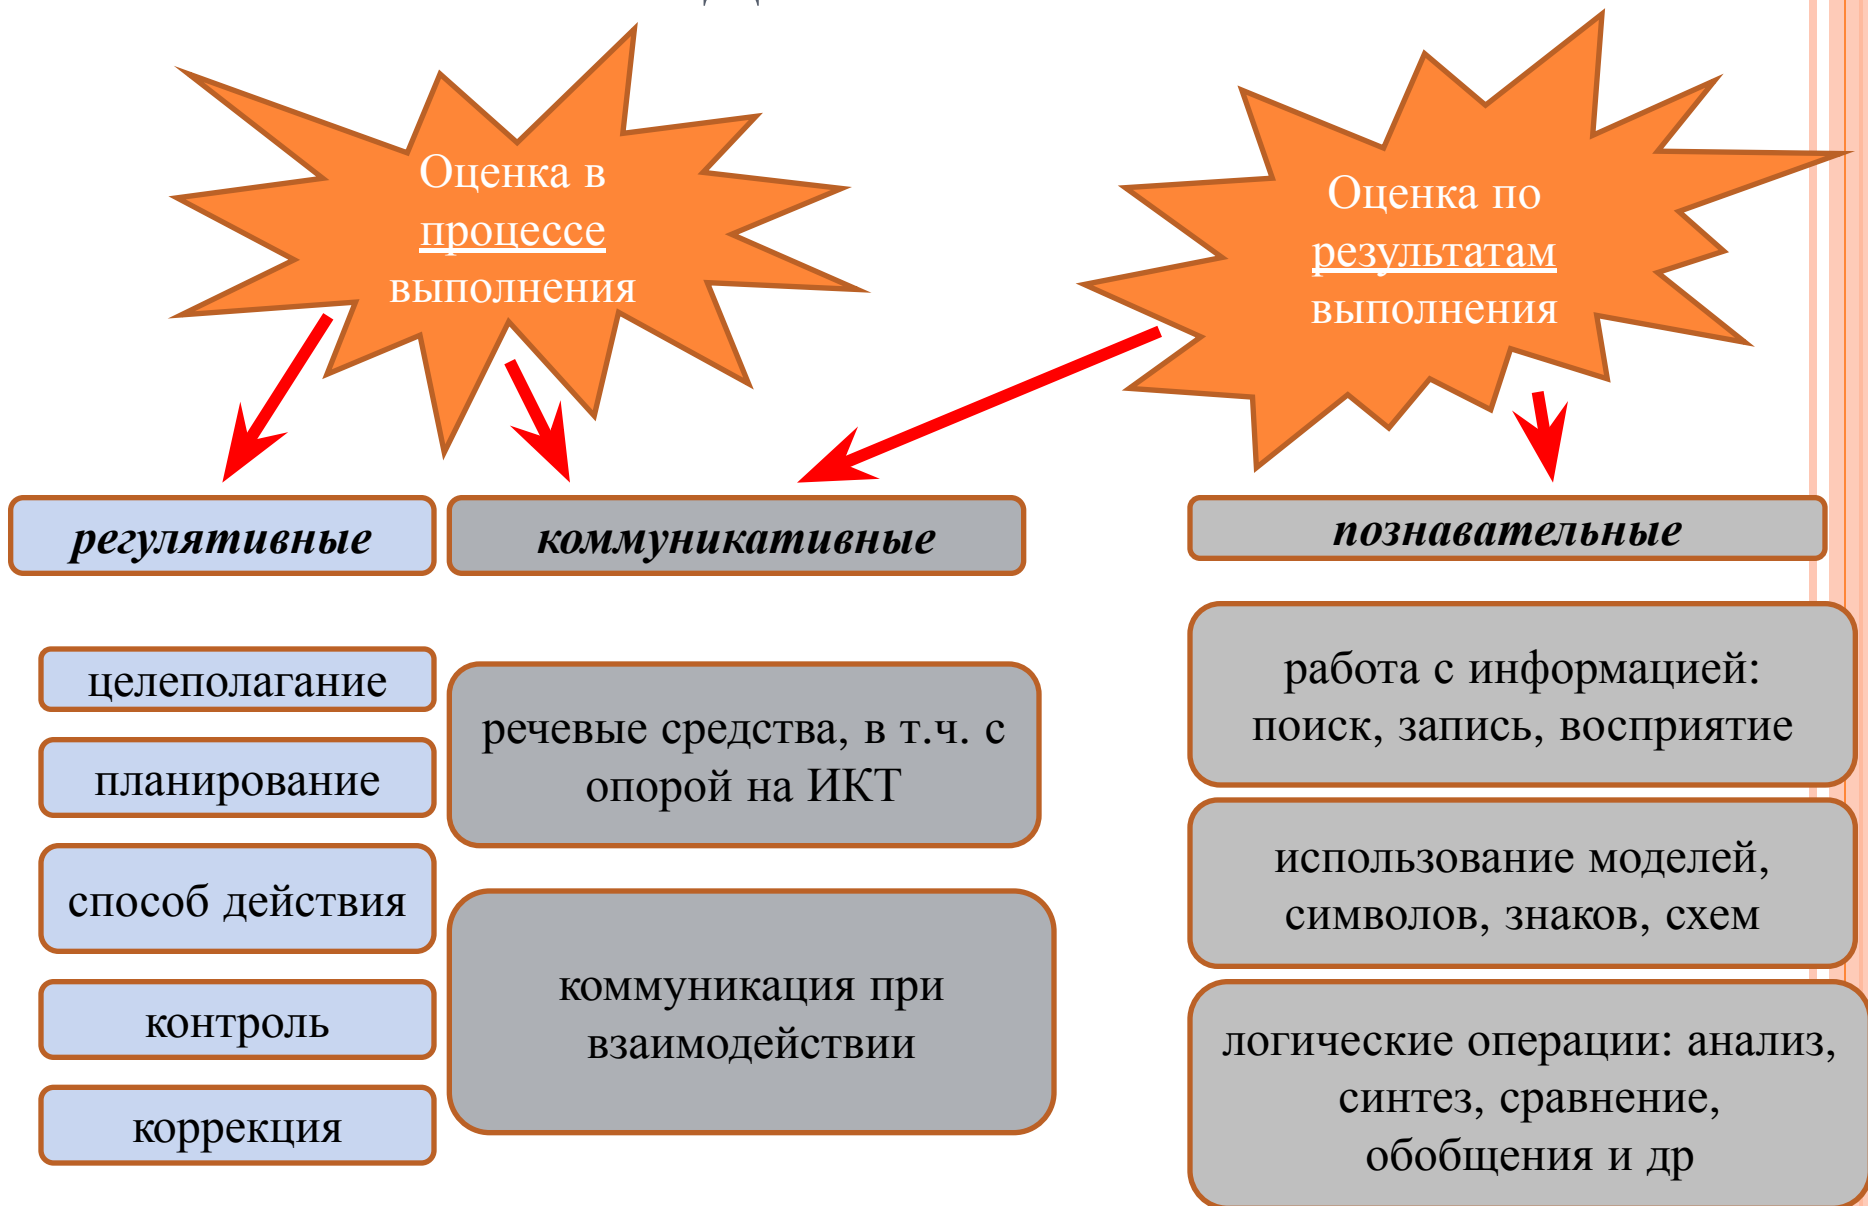 Оценка в
процессе
выполнения
Оценка по
результатам
выполнения
регулятивные
коммуникативные
познавательные
целеполагание
планирование
способ действия
контроль
коррекция
речевые средства, в т.ч. с
опорой на ИКТ
коммуникация при
взаимодействии
работа с информацией:
поиск, запись, восприятие
использование моделей,
символов, знаков, схем
логические операции: анализ,
синтез, сравнение,
обобщения и др